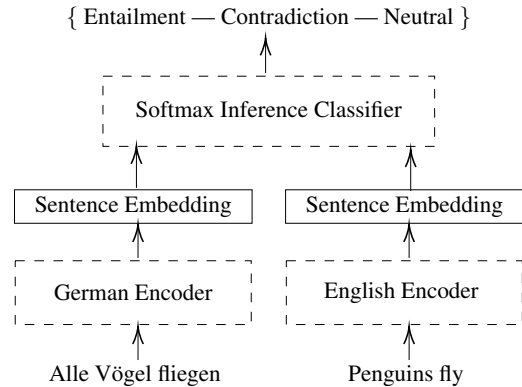 { Entailment — Contradiction — Neutral }
Softmax Inference Classifier
Sentence Embedding
Sentence Embedding
German Encoder
English Encoder
Alle Vögel fliegen
Penguins fly